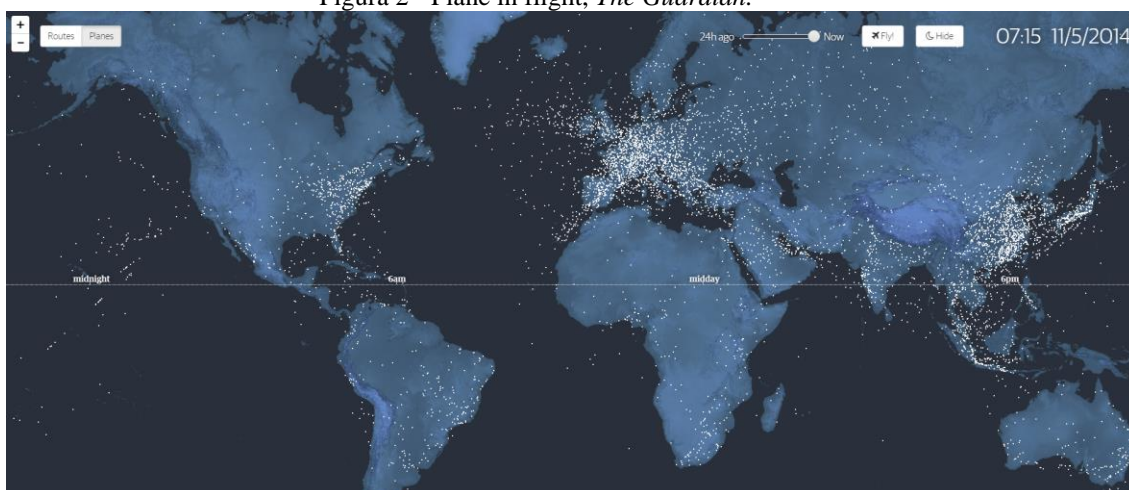 Figura 2 - Plane in flight, The Guardian.
+
−
Routes Planes
24h ago Now
Fly!
Hide
07:15 11/5/2014
midnight 6am midday 6pm